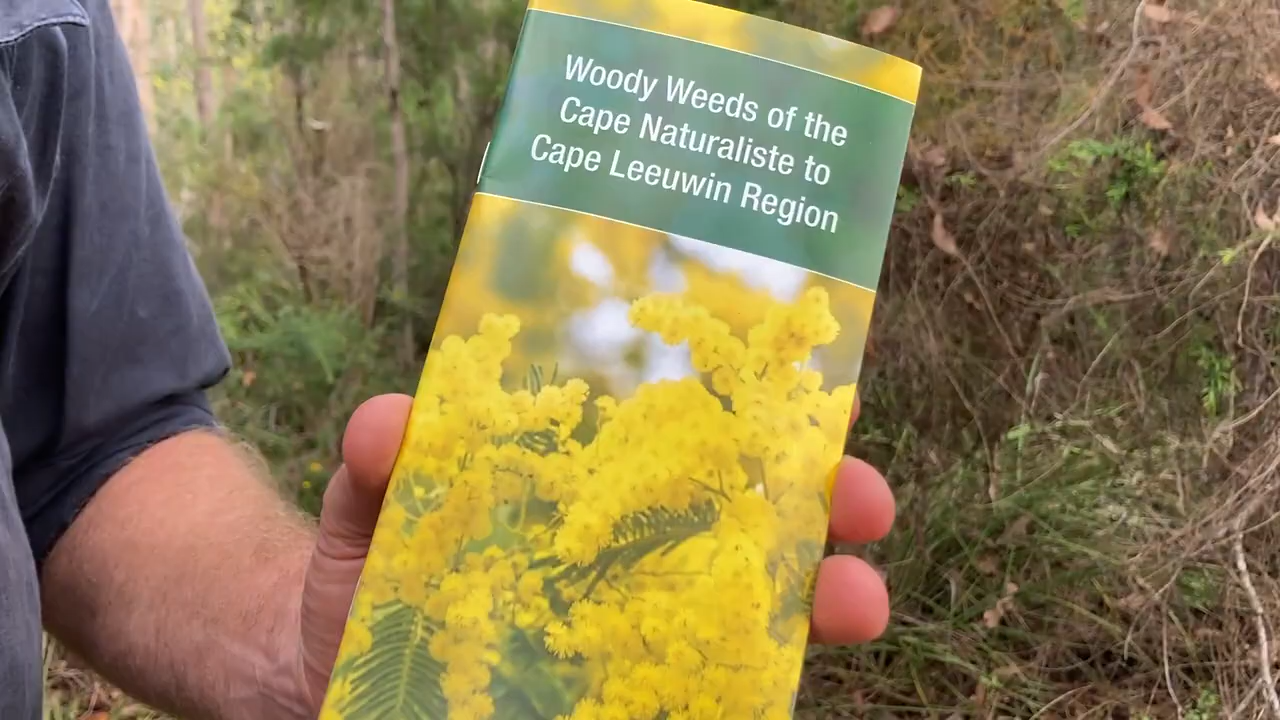 Woody Weeds of the
Cape Naturaliste to
Cape Leeuwin Region